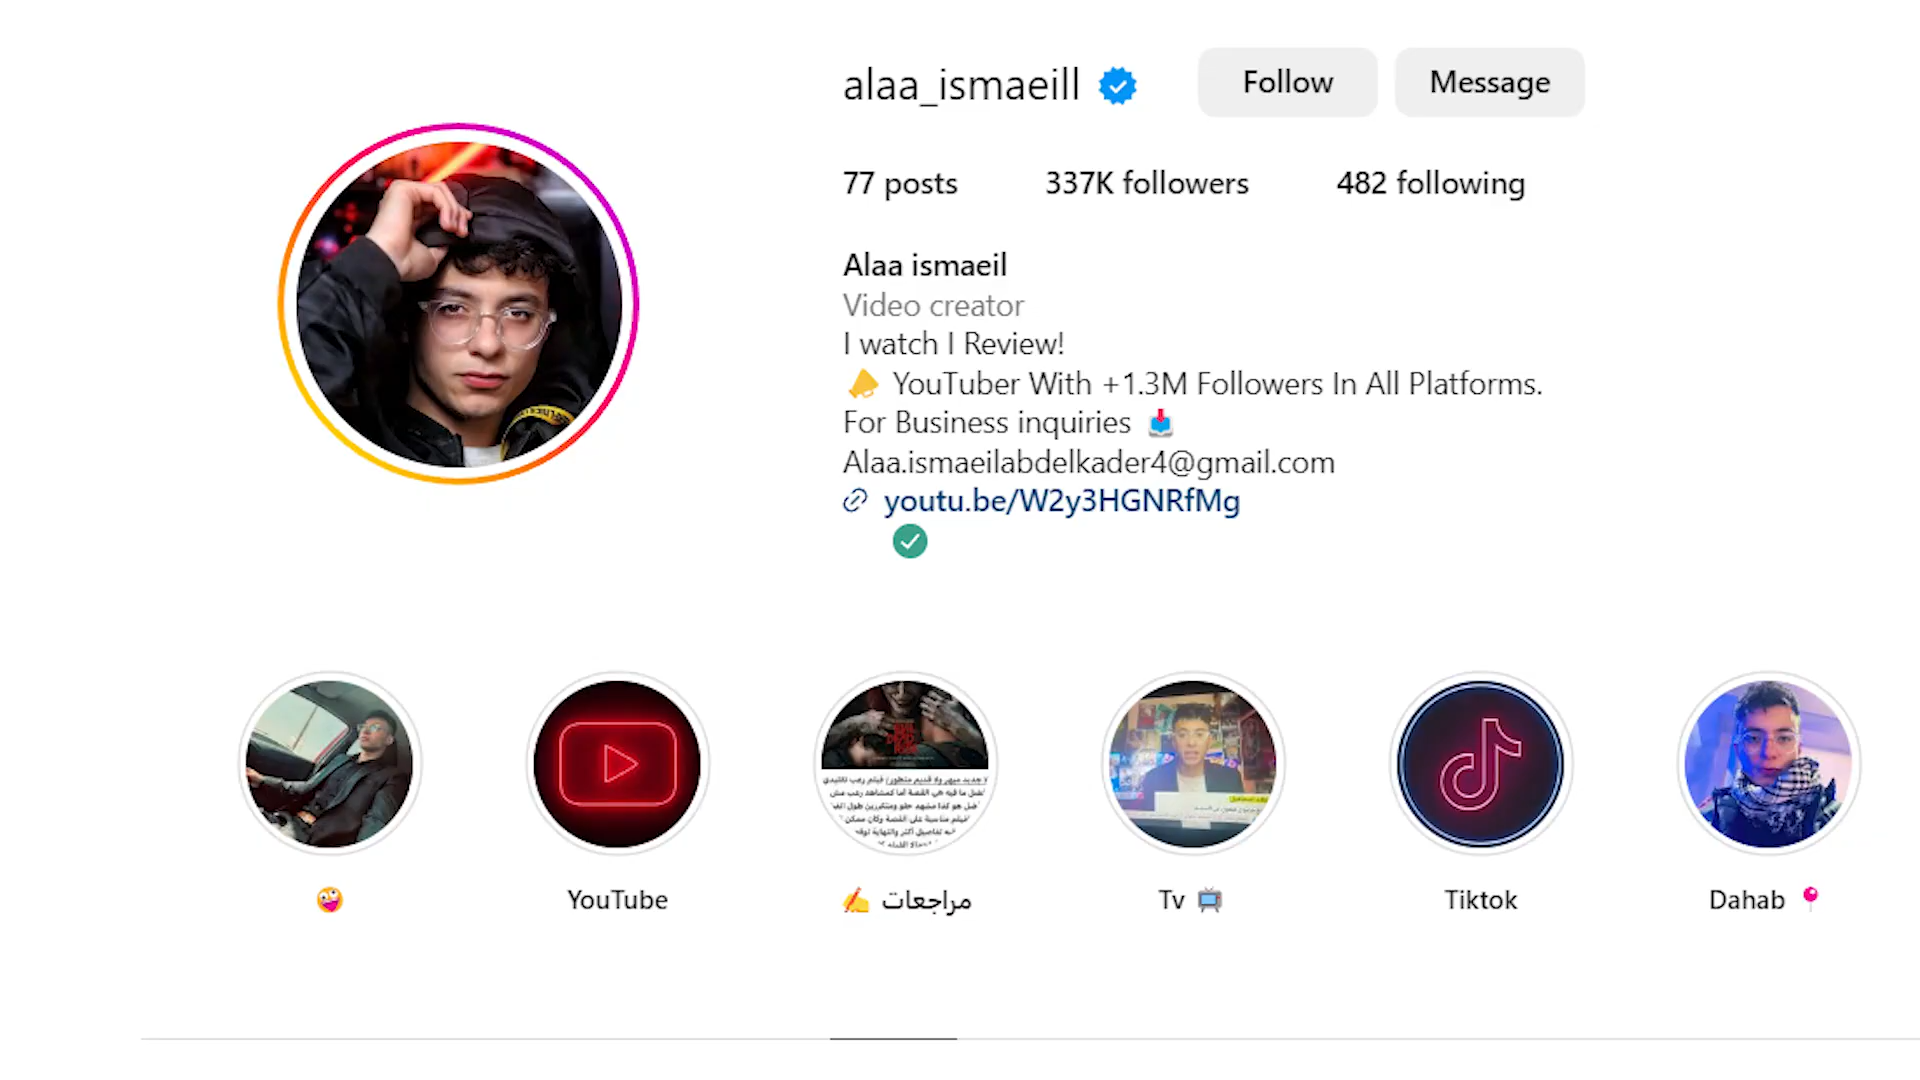 alaa_ismaeill
Follow
Message
77 posts
337K followers
482 following
Alaa ismaeil
Video creator
I watch I Review!
YouTuber With +1.3M Followers In All Platforms.
For Business inquiries
Alaa.ismaeilabdelkader4@gmail.com
youtu.be/W2y3HGNRfMg
YouTube
مراجعات
Tv
Tiktok
Dahab